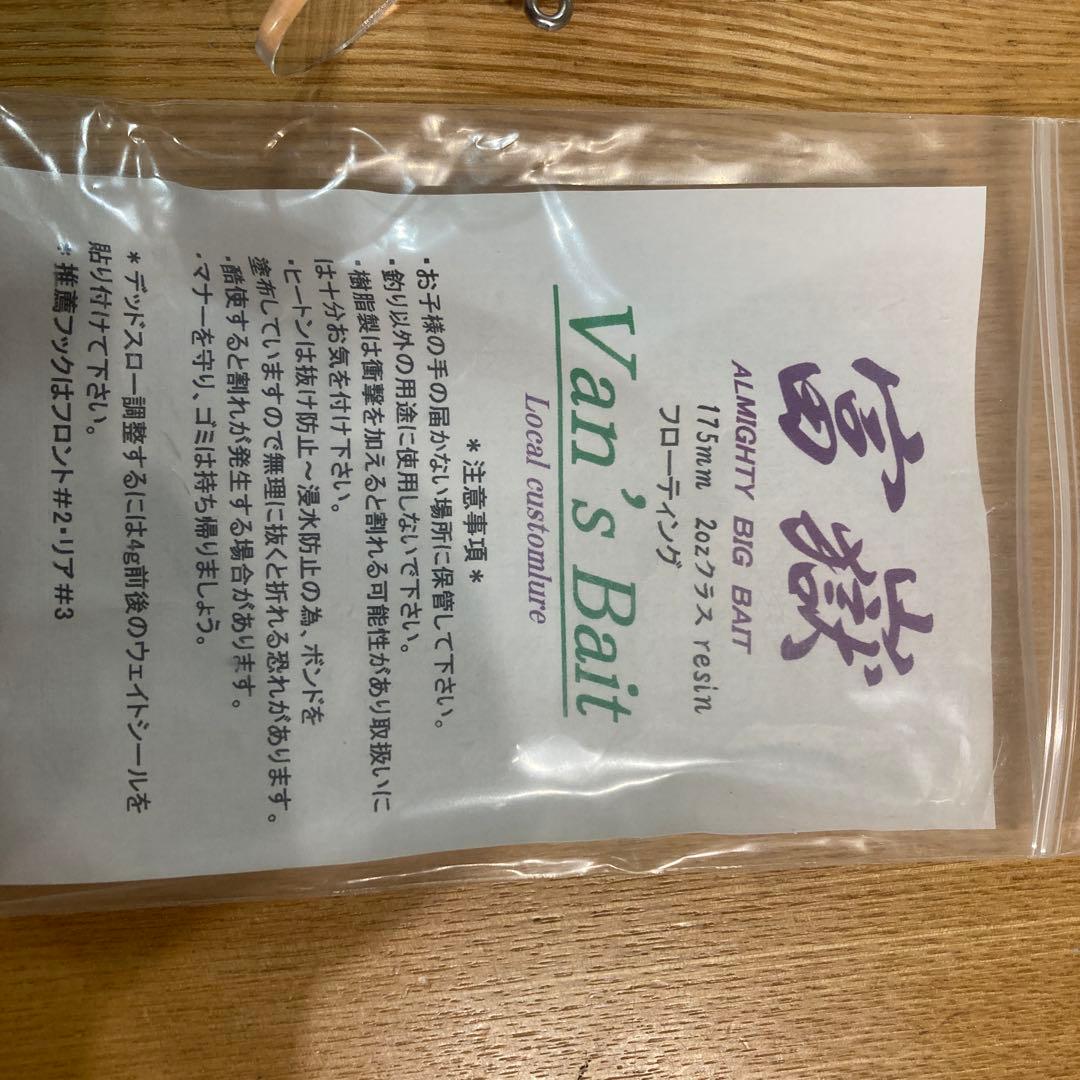 富嶽
ALMIGHTY BIG BAIT
175mm 2ozクラス resin
フローティング
Van's Bait
Local customlure
*注意事項*
・お子様の手の届かない場所に保管して下さい。
・釣り以外の用途に使用しないで下さい。
・樹脂製は衝撃を加えると割れる可能性があり取扱いに
は十分お気を付け下さい。
・ヒートンは抜け防止～浸水防止の為、ボンドを
塗布していますので無理に抜くと折れる恐れがあります。
・酷使すると割れが発生する場合があります。
・マナーを守り、ゴミは持ち帰りましょう。
*デッドスロー調整するには4g前後のウェイトシールを
貼り付けて下さい。
*推薦フックはフロント#2・リア#3